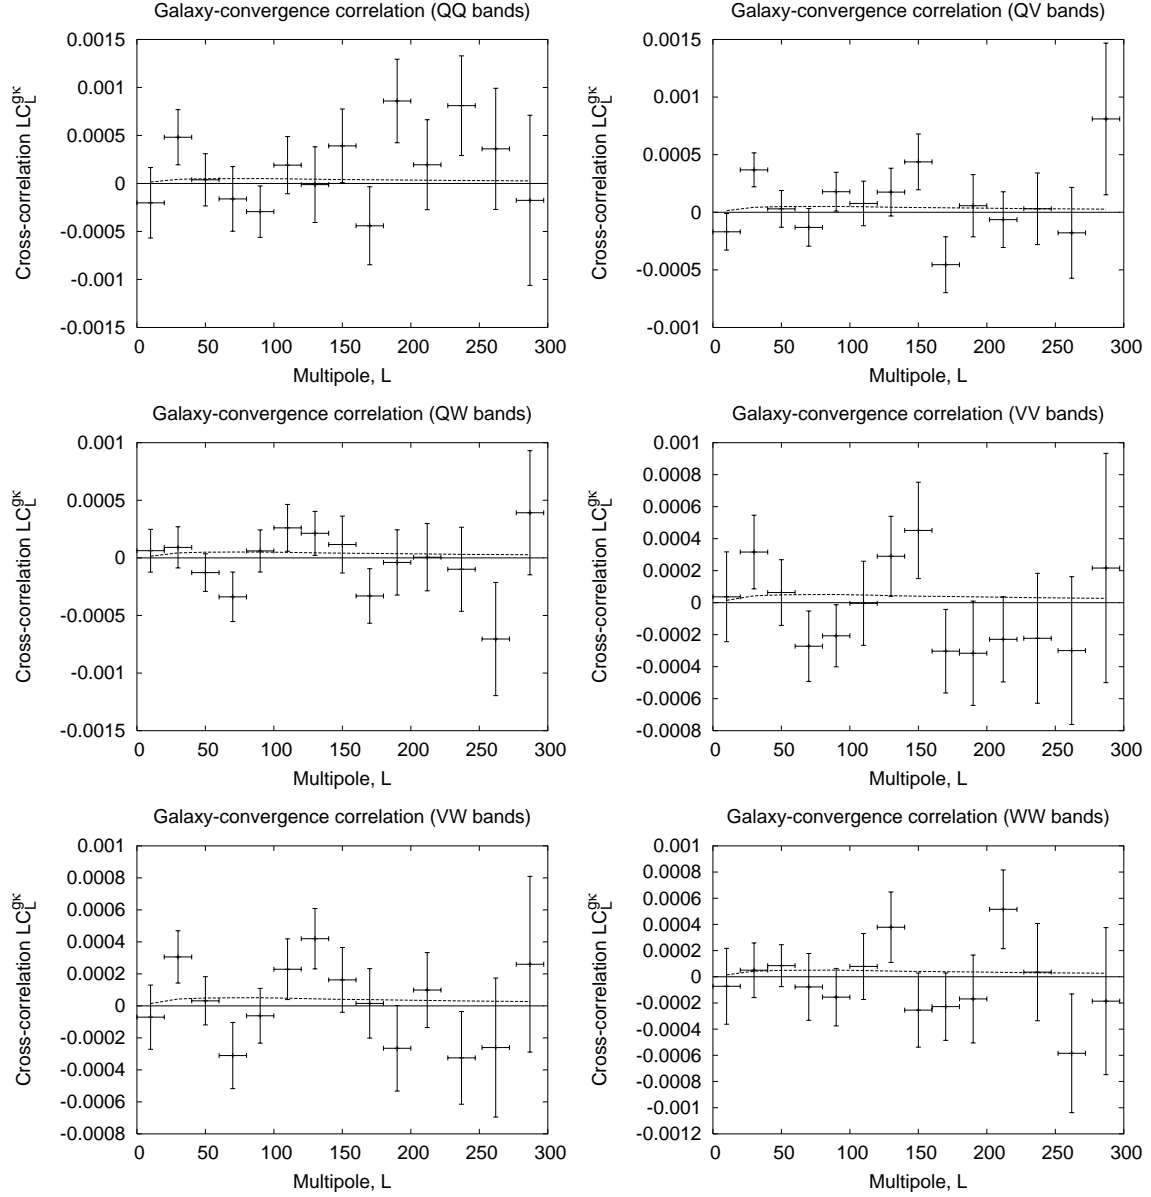 Galaxy-convergence correlation (QQ bands)
0.0015
0.001
0.0005
0
-0.0005
-0.001
-0.0015
Cross-correlation LC_L^gκ
0 50 100 150 200 250 300
Multipole, L
Galaxy-convergence correlation (QV bands)
0.0015
0.001
0.0005
0
-0.0005
-0.001
Cross-correlation LC_L^gκ
0 50 100 150 200 250 300
Multipole, L
Galaxy-convergence correlation (QW bands)
0.001
0.0005
0
-0.0005
-0.001
-0.0015
Cross-correlation LC_L^gκ
0 50 100 150 200 250 300
Multipole, L
Galaxy-convergence correlation (VV bands)
0.001
0.0008
0.0006
0.0004
0.0002
0
-0.0002
-0.0004
-0.0006
-0.0008
Cross-correlation LC_L^gκ
0 50 100 150 200 250 300
Multipole, L
Galaxy-convergence correlation (VW bands)
0.001
0.0008
0.0006
0.0004
0.0002
0
-0.0002
-0.0004
-0.0006
-0.0008
Cross-correlation LC_L^gκ
0 50 100 150 200 250 300
Multipole, L
Galaxy-convergence correlation (WW bands)
0.001
0.0008
0.0006
0.0004
0.0002
0
-0.0002
-0.0004
-0.0006
-0.0008
-0.001
-0.0012
Cross-correlation LC_L^gκ
0 50 100 150 200 250 300
Multipole, L